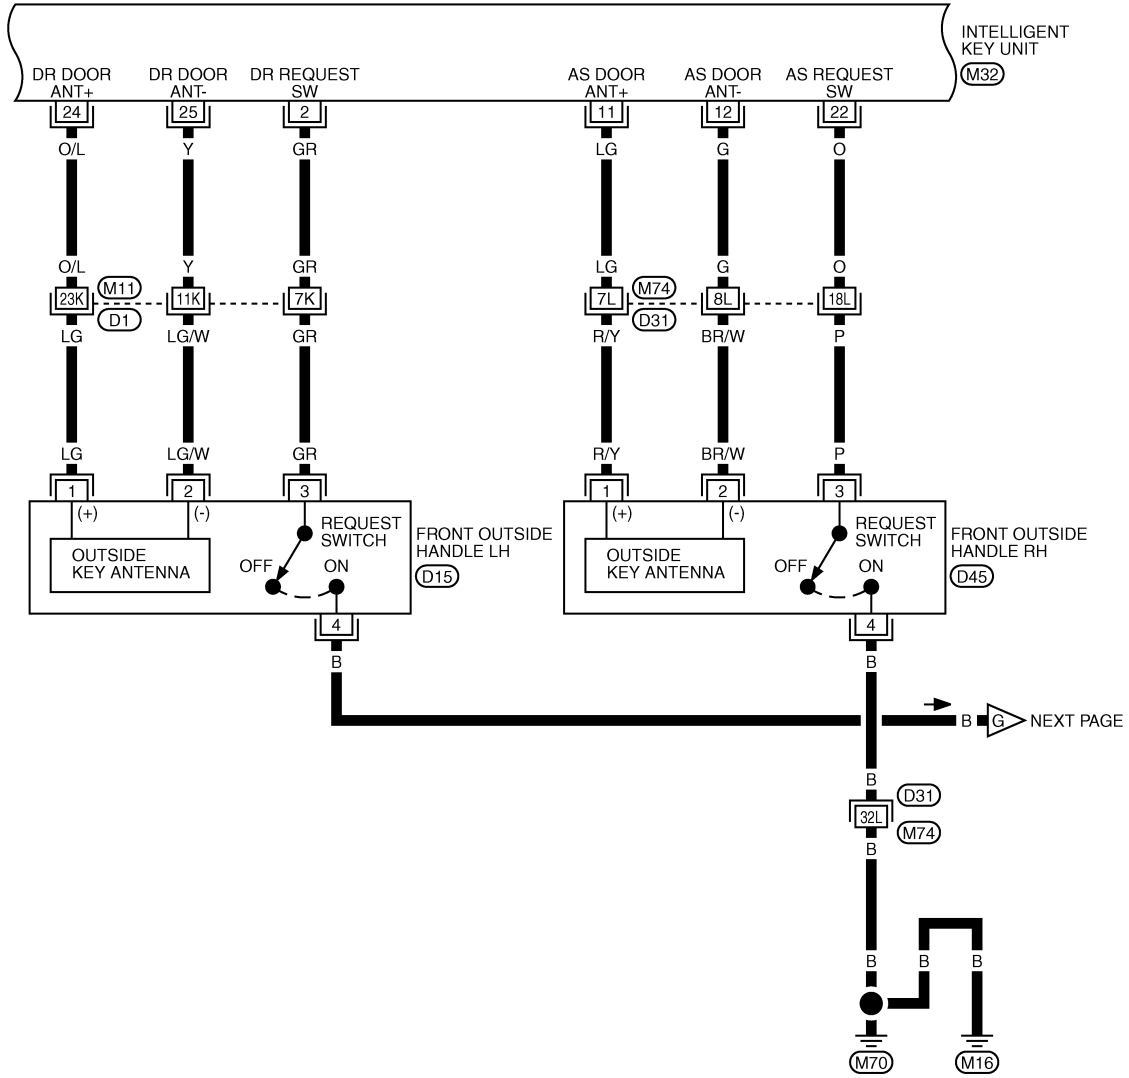 INTELLIGENT
KEY UNIT
M32
DR DOOR
ANT+
DR DOOR
ANT-
DR REQUEST
SW
AS DOOR
ANT+
AS DOOR
ANT-
AS REQUEST
SW
24 25 2 11 12 22
O/L Y GR LG G O
O/L Y GR LG G O
23K M11 11K 7K 7L M74 8L 18L
D1 D31
LG LG/W GR R/Y BR/W P
LG LG/W GR R/Y BR/W P
1 2 3 1 2 3
(+) (-) (+) (-)
REQUEST
SWITCH
FRONT OUTSIDE
HANDLE LH
D15
OUTSIDE
KEY ANTENNA
OFF ON
REQUEST
SWITCH
FRONT OUTSIDE
HANDLE RH
D45
OUTSIDE
KEY ANTENNA
OFF ON
4 4
B B
B G NEXT PAGE
B
D31
32L
M74
B
B B B
M70 M16